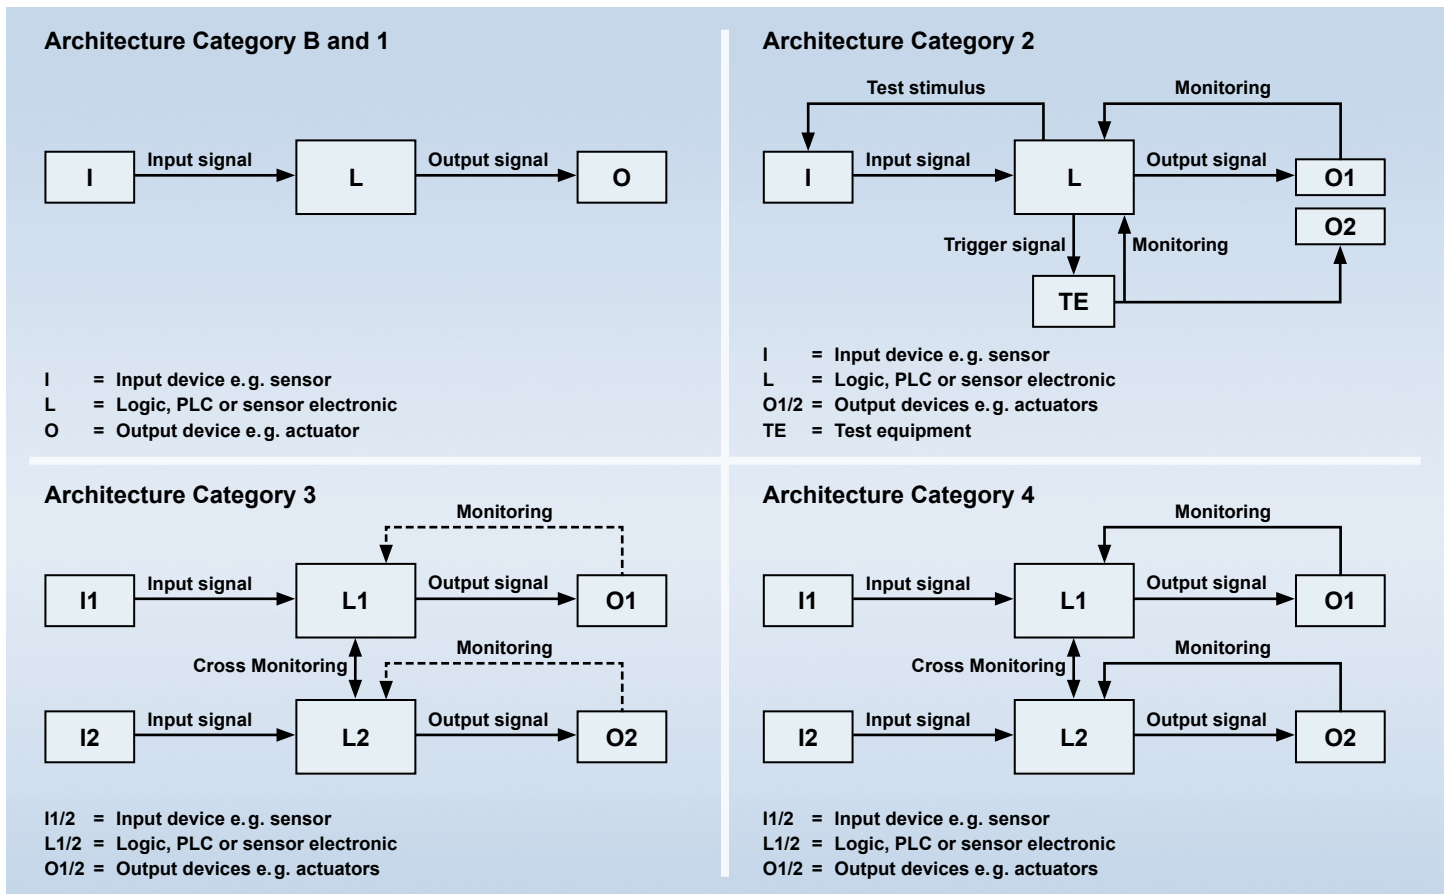 Architecture Category B and 1
Input signal
Output signal
I
L
O
I = Input device e. g. sensor
L = Logic, PLC or sensor electronic
O = Output device e. g. actuator
Architecture Category 2
Test stimulus
Monitoring
Input signal
Output signal
I
L
O1
O2
Trigger signal
Monitoring
TE
I = Input device e. g. sensor
L = Logic, PLC or sensor electronic
O1/2 = Output devices e. g. actuators
TE = Test equipment
Architecture Category 3
Monitoring
Input signal
Output signal
I1
L1
O1
Cross Monitoring
Monitoring
Input signal
Output signal
I2
L2
O2
I1/2 = Input device e. g. sensor
L1/2 = Logic, PLC or sensor electronic
O1/2 = Output devices e. g. actuators
Architecture Category 4
Monitoring
Input signal
Output signal
I1
L1
O1
Cross Monitoring
Monitoring
Input signal
Output signal
I2
L2
O2
I1/2 = Input device e. g. sensor
L1/2 = Logic, PLC or sensor electronic
O1/2 = Output devices e. g. actuators